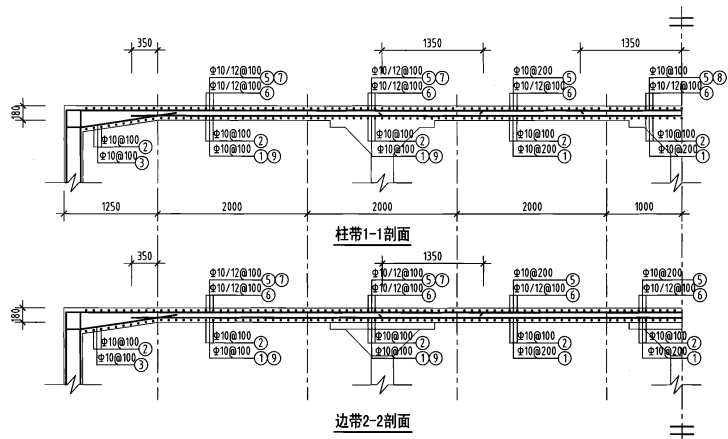 350 1350 1350
Φ10/12@100 ⑤⑦ Φ10/12@100 ⑤⑦ Φ10@200 ⑤ Φ10@100 ⑤⑧
Φ10/12@100 ⑥ Φ10/12@100 ⑥ Φ10/12@100 ⑥ Φ10/12@100 ⑥
180
Φ10@100 ② Φ10@100 ② Φ10@100 ② Φ10@100 ② Φ10@100 ②
Φ10@100 ③ Φ10@100 ①⑨ Φ10@100 ①⑨ Φ10@200 ① Φ10@200 ①
1250 2000 2000 2000 1000
柱带1-1剖面
350 1350
Φ10/12@100 ⑤⑦ Φ10/12@100 ⑤⑦ Φ10@200 ⑤ Φ10@200 ⑤
Φ10/12@100 ⑥ Φ10/12@100 ⑥ Φ10/12@100 ⑥ Φ10/12@100 ⑥
180
Φ10@100 ② Φ10@100 ② Φ10@100 ② Φ10@100 ② Φ10@100 ②
Φ10@100 ③ Φ10@100 ①⑨ Φ10@100 ①⑨ Φ10@200 ① Φ10@200 ①
边带2-2剖面